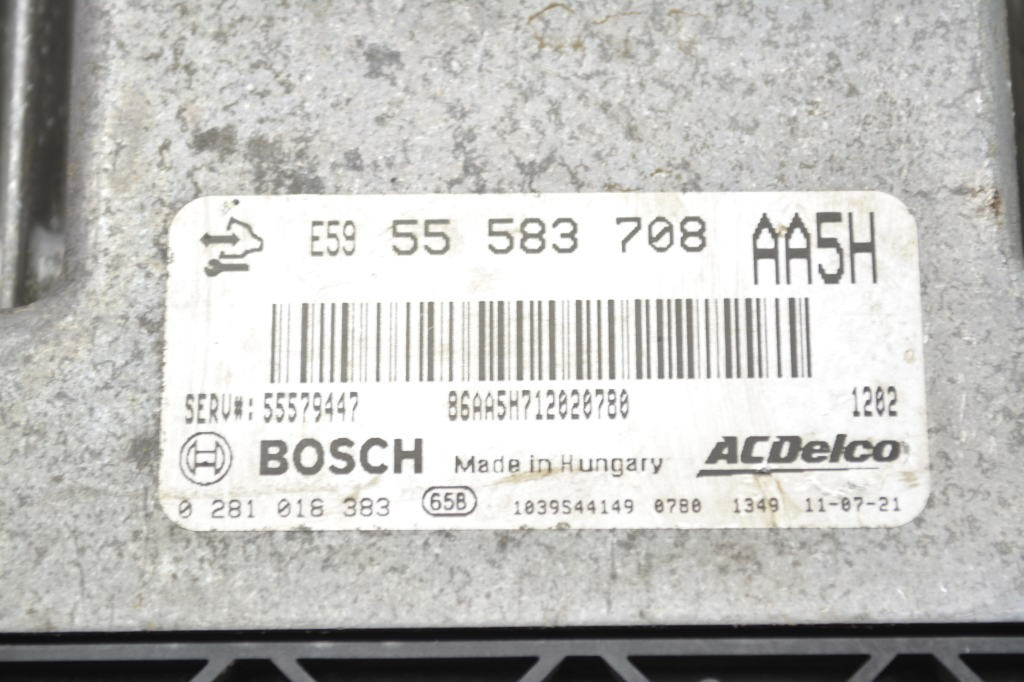 E59 55 583 708 AA5H
SERV#: 55579447 86AA5H712020780 1202
BOSCH Made in Hungary ACDelco
0 281 018 383 65B 1039S44149 0780 1349 11-07-21